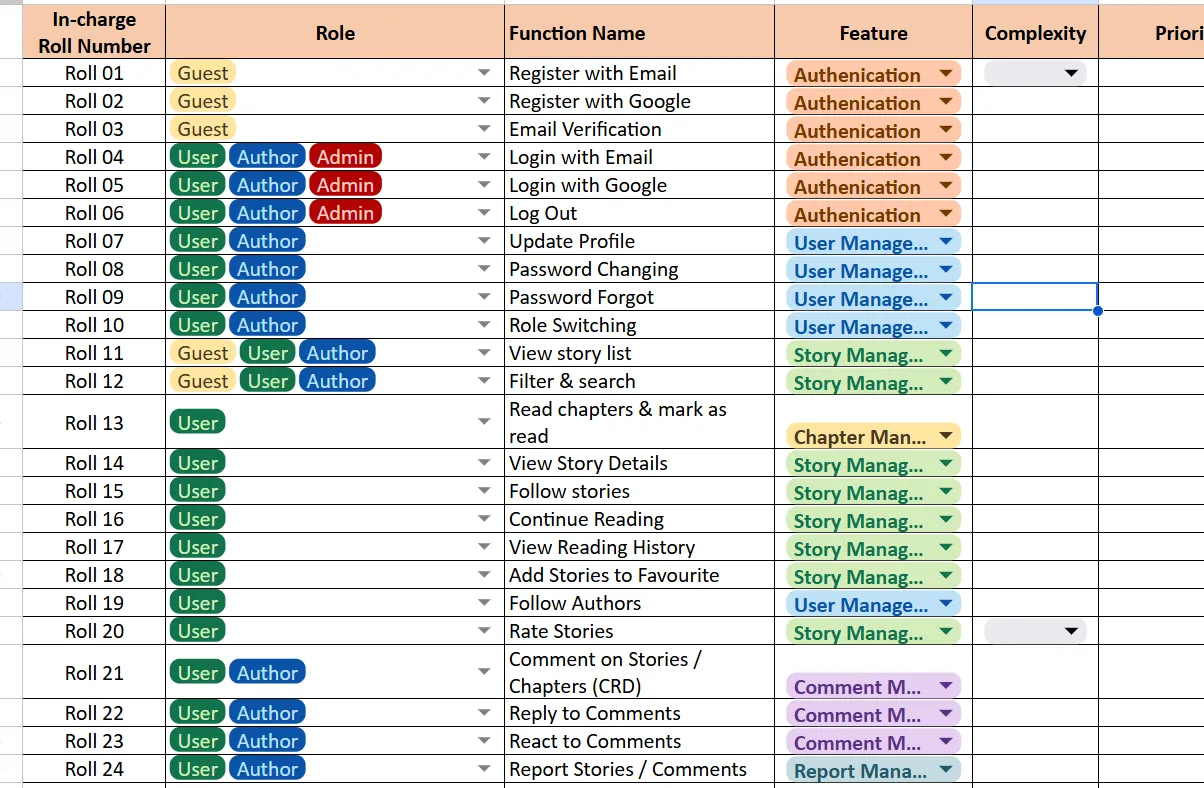 In-charge Roll Number Role Function Name Feature Complexity Priori
Roll 01 Guest Register with Email Authenication
Roll 02 Guest Register with Google Authenication
Roll 03 Guest Email Verification Authenication
Roll 04 User Author Admin Login with Email Authenication
Roll 05 User Author Admin Login with Google Authenication
Roll 06 User Author Admin Log Out Authenication
Roll 07 User Author Update Profile User Manage...
Roll 08 User Author Password Changing User Manage...
Roll 09 User Author Password Forgot User Manage...
Roll 10 User Author Role Switching User Manage...
Roll 11 Guest User Author View story list Story Manag...
Roll 12 Guest User Author Filter & search Story Manag...
Roll 13 User Read chapters & mark as read Chapter Man...
Roll 14 User View Story Details Story Manag...
Roll 15 User Follow stories Story Manag...
Roll 16 User Continue Reading Story Manag...
Roll 17 User View Reading History Story Manag...
Roll 18 User Add Stories to Favourite Story Manag...
Roll 19 User Follow Authors User Manage...
Roll 20 User Rate Stories Story Manag...
Roll 21 User Author Comment on Stories / Chapters (CRD) Comment M...
Roll 22 User Author Reply to Comments Comment M...
Roll 23 User Author React to Comments Comment M...
Roll 24 User Author Report Stories / Comments Report Mana...